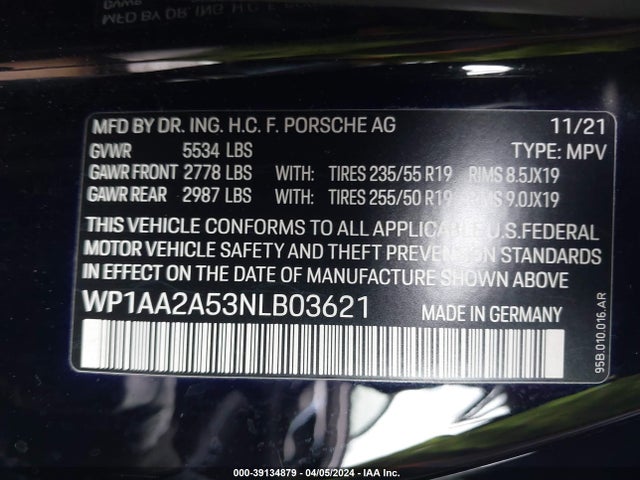 MFD BY DR. ING. H.C. F. PORSCHE AG 11/21
GVWR 5534 LBS TYPE: MPV
GAWR FRONT 2778 LBS WITH: TIRES 235/55 R19 RIMS 8.5JX19
GAWR REAR 2987 LBS WITH: TIRES 255/50 R19 RIMS 9.0JX19
THIS VEHICLE CONFORMS TO ALL APPLICABLE U.S.FEDERAL
MOTOR VEHICLE SAFETY AND THEFT PREVENTION STANDARDS
IN EFFECT ON THE DATE OF MANUFACTURE SHOWN ABOVE
WP1AA2A53NLB03621 MADE IN GERMANY
95B.010.016.AR
000-39134879 - 04/05/2024 - IAA Inc.